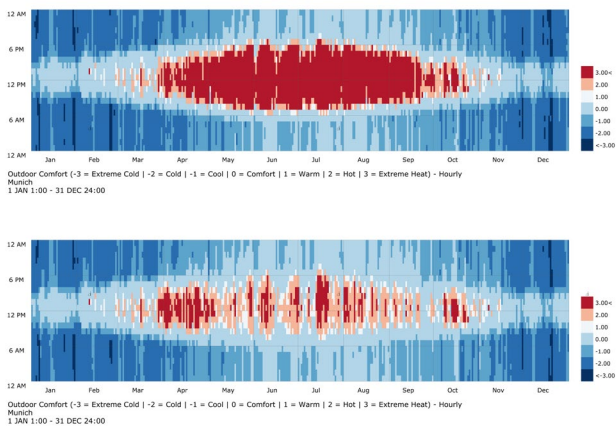 12 AM
6 PM
12 PM
6 AM
12 AM
Jan Feb Mar Apr May Jun Jul Aug Sep Oct Nov Dec
3.00<
2.00
1.00
0.00
-1.00
-2.00
<-3.00
Outdoor Comfort (-3 = Extreme Cold | -2 = Cold | -1 = Cool | 0 = Comfort | 1 = Warm | 2 = Hot | 3 = Extreme Heat) - Hourly
Munich
1 JAN 1:00 - 31 DEC 24:00
12 AM
6 PM
12 PM
6 AM
12 AM
Jan Feb Mar Apr May Jun Jul Aug Sep Oct Nov Dec
3.00<
2.00
1.00
0.00
-1.00
-2.00
<-3.00
Outdoor Comfort (-3 = Extreme Cold | -2 = Cold | -1 = Cool | 0 = Comfort | 1 = Warm | 2 = Hot | 3 = Extreme Heat) - Hourly
Munich
1 JAN 1:00 - 31 DEC 24:00